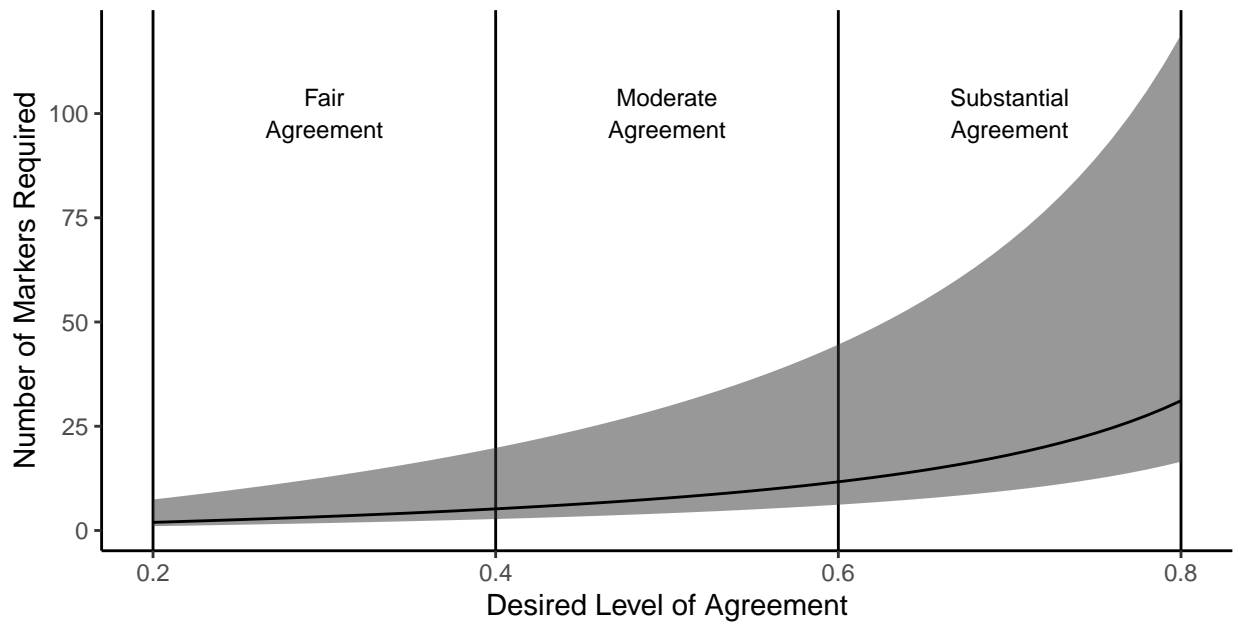 Fair
Agreement
Moderate
Agreement
Substantial
Agreement
Number of Markers Required
100
75
50
25
0
0.2
0.4
0.6
0.8
Desired Level of Agreement